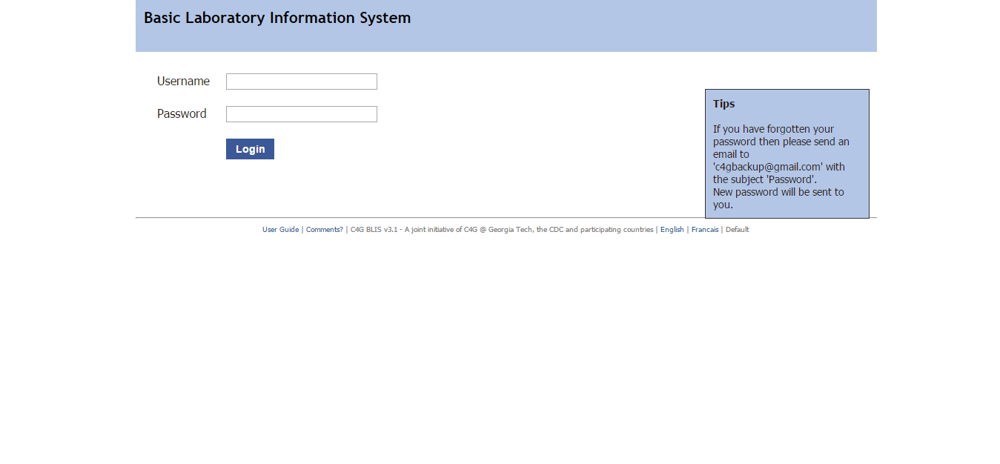 Basic Laboratory Information System
Username
Password
Login
Tips
If you have forgotten your
password then please send an
email to
'c4gbackup@gmail.com' with
the subject 'Password'.
New password will be sent to
you.
User Guide | Comments? | C4G BLIS v3.1 - A joint initiative of C4G @ Georgia Tech, the CDC and participating countries | English | Francais | Default